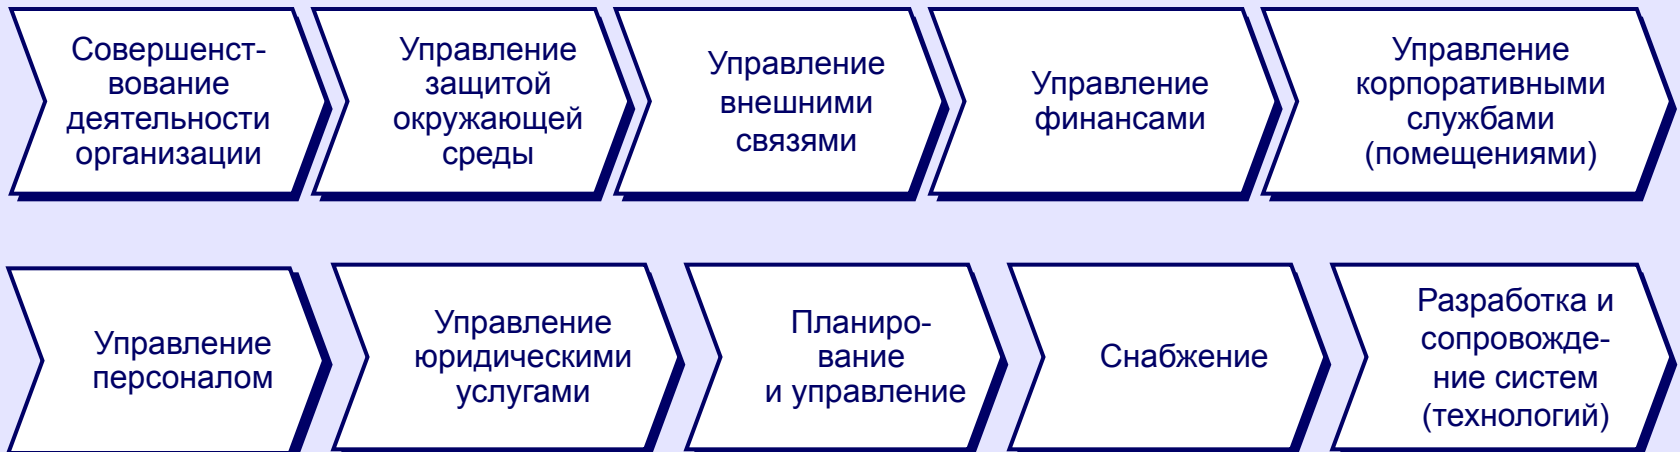 Совершенст-
вование
деятельности
организации
Управление
защитой
окружающей
среды
Управление
внешними
связями
Управление
финансами
Управление
корпоративными
службами
(помещениями)
Управление
персоналом
Управление
юридическими
услугами
Планиро-
вание
и управление
Снабжение
Разработка и
сопровожде-
ние систем
(технологий)